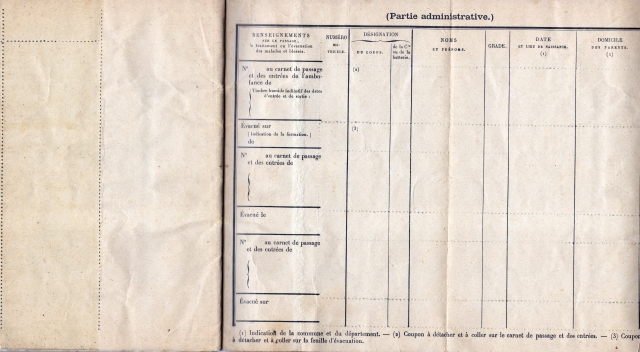 (Partie administrative.)
RENSEIGNEMENTS
SUR LE PASSAGE,
le traitement ou l'évacuation
des malades et blessés.
NUMÉRO
MA-
TRICULE.
DÉSIGNATION
DU CORPS.
de la Cie
ou de la
batterie.
NOMS
ET PRÉNOMS.
GRADE.
DATE
ET LIEU DE NAISSANCE.
(1)
DOMICILE
DES PARENTS.
(1)
N° au carnet de passage
et des entrées de l'ambu-
lance de
(Timbre humide indicatif des dates
d'entrée et de sortie :
(2)
Évacué sur
(Indication de la formation.)
de
(3)
N° au carnet de passage
et des entrées de
Évacué le
N° au carnet de passage
et des entrées de
Évacué sur
(1) Indication de la commune et du département. — (2) Coupon à détacher et à coller sur le carnet de passage et des entrées. — (3) Coupon
à détacher et à coller sur la feuille d'évacuation.